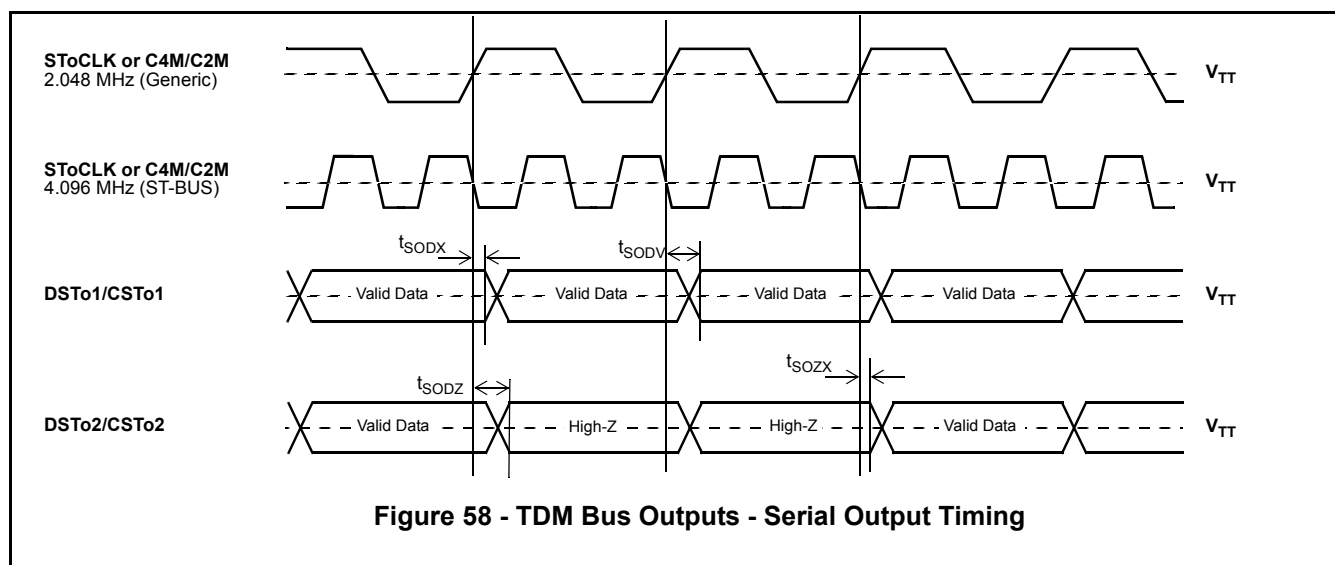 SToCLK or C4M/C2M
2.048 MHz (Generic)
VTT
SToCLK or C4M/C2M
4.096 MHz (ST-BUS)
VTT
tSODX
tSODV
DSTo1/CSTo1
Valid Data
Valid Data
Valid Data
Valid Data
VTT
tSODZ
tSOZX
DSTo2/CSTo2
Valid Data
High-Z
High-Z
Valid Data
VTT
Figure 58 - TDM Bus Outputs - Serial Output Timing